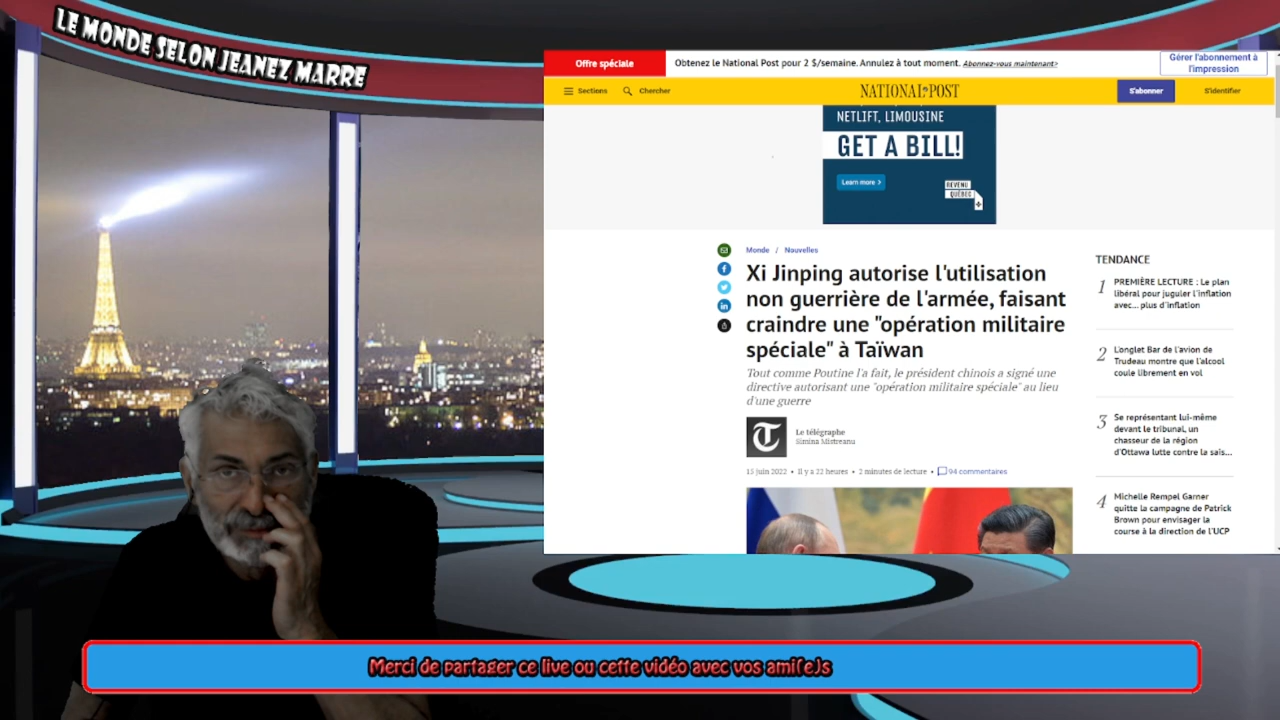 LE MONDE SELON JEANEZ MARRE
Offre spéciale
Obtenez le National Post pour 2 $/semaine. Annulez à tout moment. Abonnez-vous maintenant>
Gérer l'abonnement à
l'impression
Sections
Chercher
NATIONAL POST
S'abonner
S'identifier
NETLIFT, LIMOUSINE
GET A BILL!
Learn more >
REVENU
QUÉBEC
Monde / Nouvelles
Xi Jinping autorise l'utilisation
non guerrière de l'armée, faisant
craindre une "opération militaire
spéciale" à Taïwan
Tout comme Poutine l'a fait, le président chinois a signé une
directive autorisant une "opération militaire spéciale" au lieu
d'une guerre
Le télégraphe
Simina Mistreanu
15 juin 2022 • Il y a 22 heures • 2 minutes de lecture • 94 commentaires
TENDANCE
1 PREMIÈRE LECTURE : Le plan
libéral pour juguler l'inflation
avec... plus d'inflation
2 L'onglet Bar de l'avion de
Trudeau montre que l'alcool
coule librement en vol
3 Se représentant lui-même
devant le tribunal, un
chasseur de la région
d'Ottawa lutte contre la sais...
4 Michelle Rempel Garner
quitte la campagne de Patrick
Brown pour envisager la
course à la direction de l'UCP
Merci de partager ce live ou cette vidéo avec vos ami(e)s